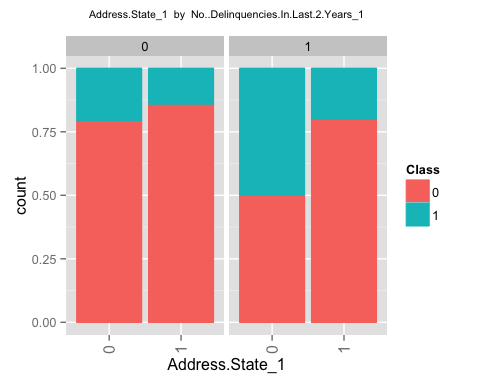 Address.State_1 by No..Delinquencies.In.Last.2.Years_1
0 1
1.00
0.75
0.50
0.25
0.00
count
0 1 0 1
Address.State_1
Class
0
1